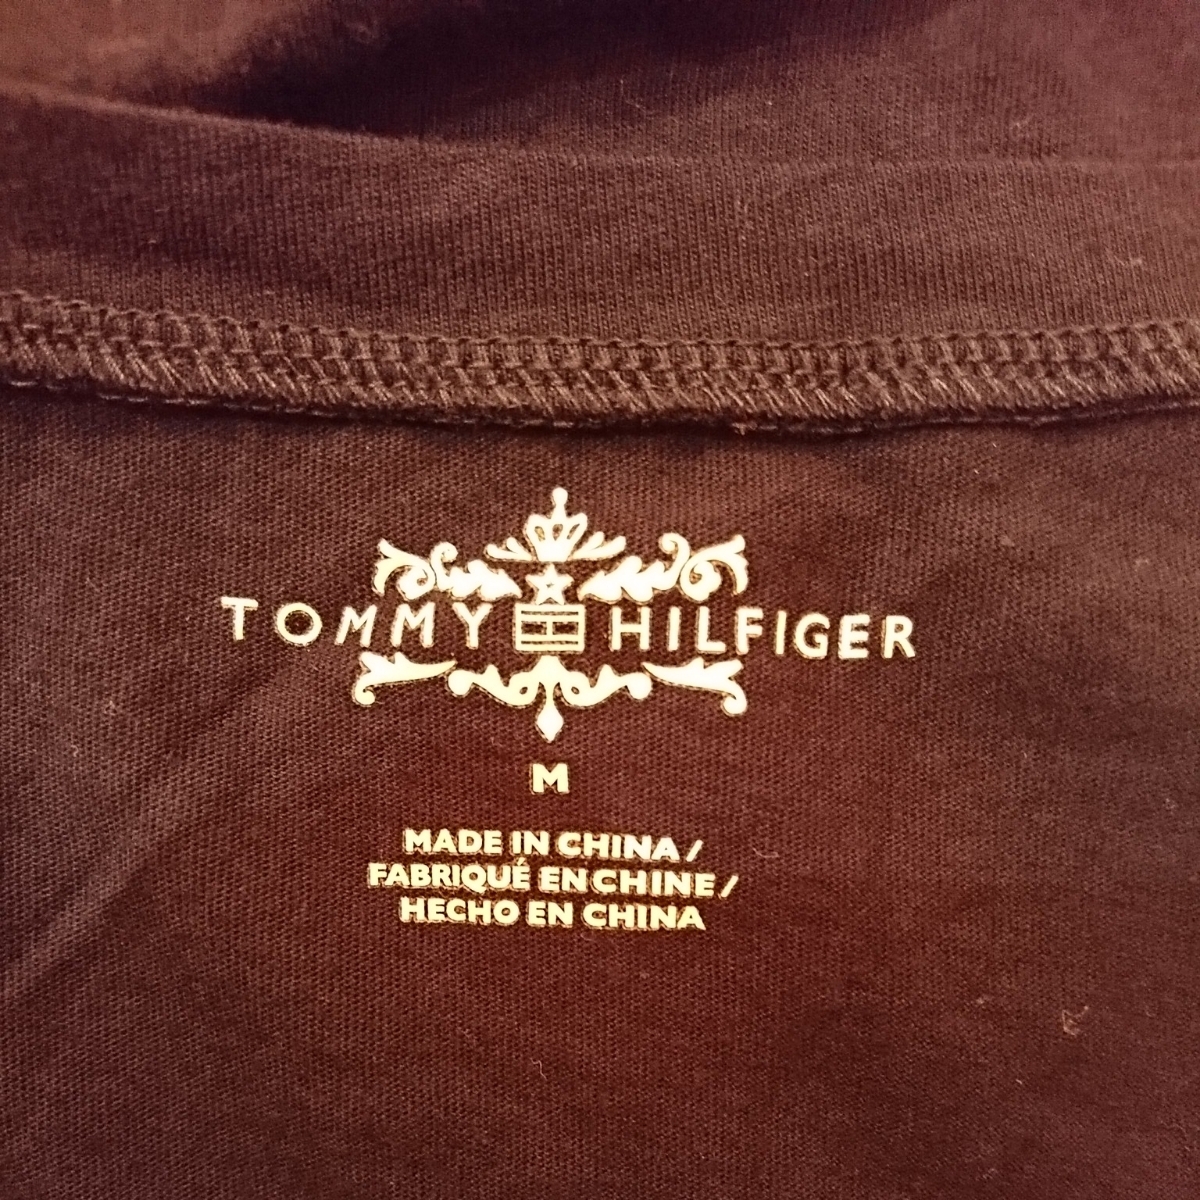 TOMMY HILFIGER
M
MADE IN CHINA/
FABRIQUÉ EN CHINE/
HECHO EN CHINA